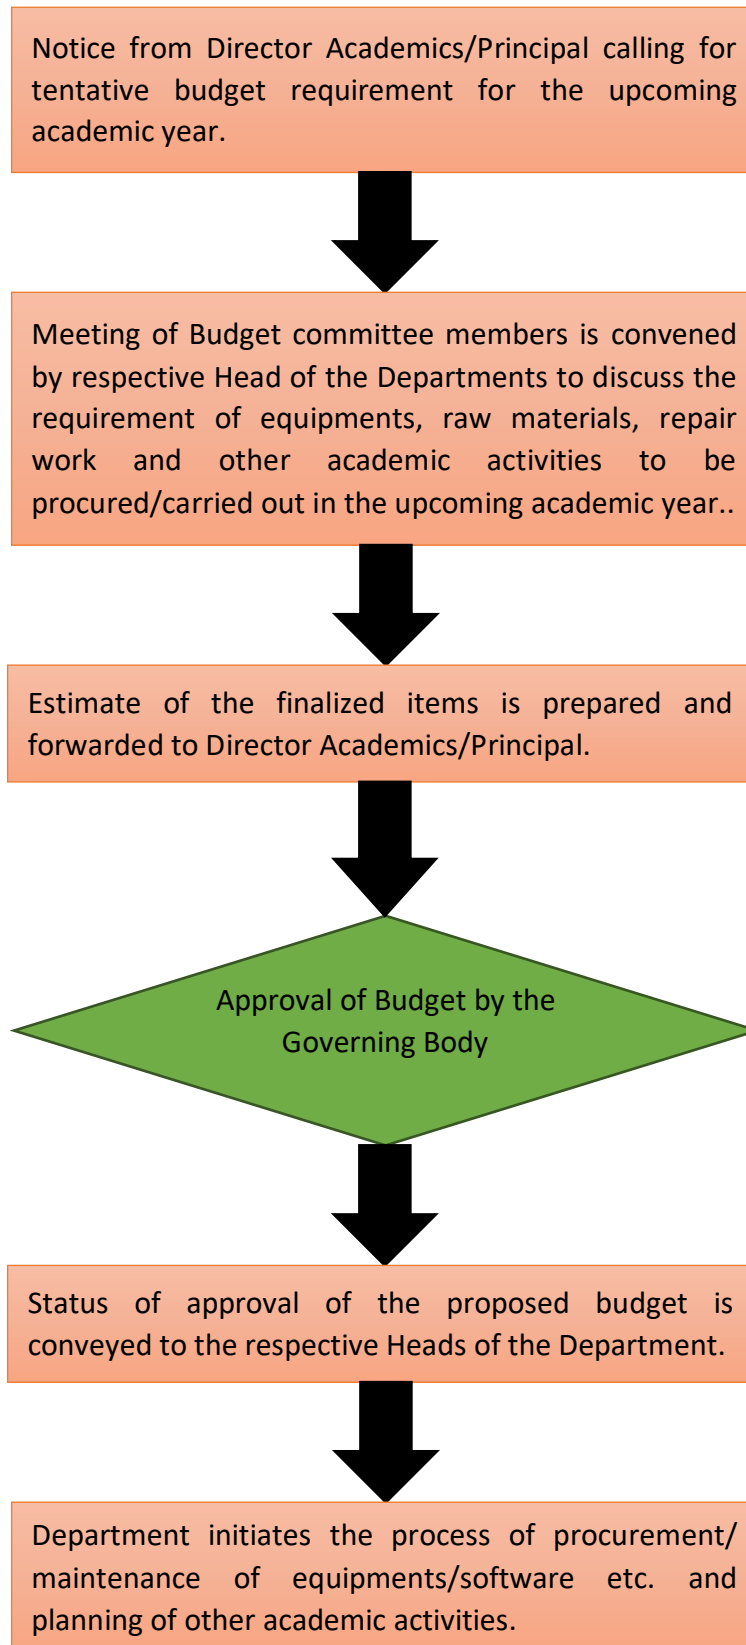 Notice from Director Academics/Principal calling for
tentative budget requirement for the upcoming
academic year.
Meeting of Budget committee members is convened
by respective Head of the Departments to discuss the
requirement of equipments, raw materials, repair
work and other academic activities to be
procured/carried out in the upcoming academic year..
Estimate of the finalized items is prepared and
forwarded to Director Academics/Principal.
Approval of Budget by the
Governing Body
Status of approval of the proposed budget is
conveyed to the respective Heads of the Department.
Department initiates the process of procurement/
maintenance of equipments/software etc. and
planning of other academic activities.